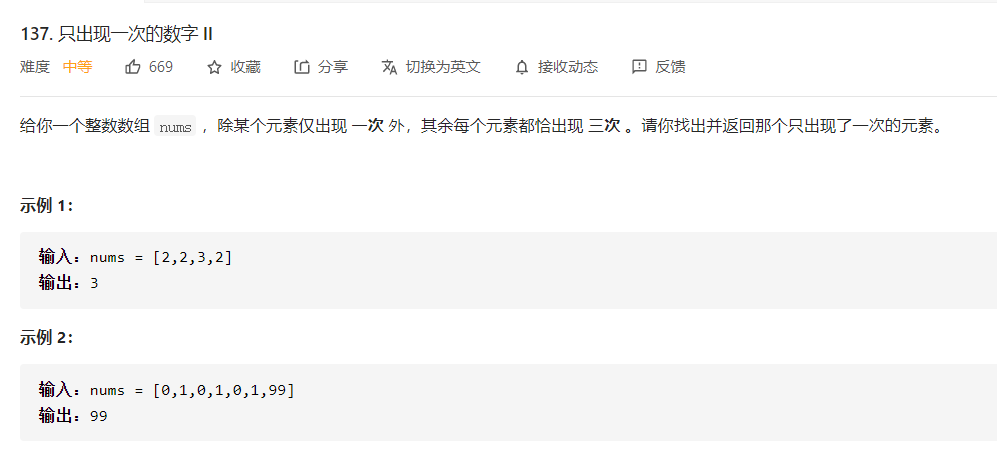 137. 只出现一次的数字 II
难度 中等 669 收藏 分享 切换为英文 接收动态 反馈
给你一个整数数组 nums ，除某个元素仅出现 一次 外，其余每个元素都恰出现 三次 。请你找出并返回那个只出现了一次的元素。
示例 1：
输入：nums = [2,2,3,2]
输出：3
示例 2：
输入：nums = [0,1,0,1,0,1,99]
输出：99